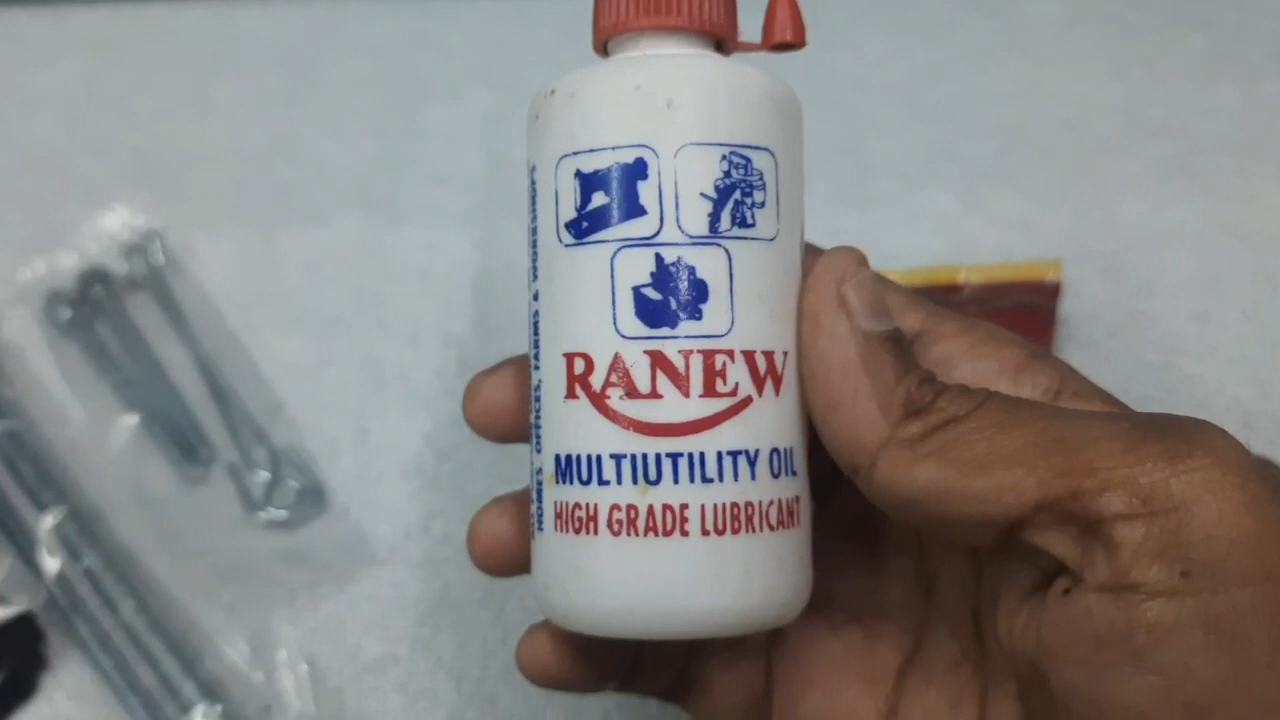 RANEW
MULTIUTILITY OIL
HIGH GRADE LUBRICANT
HOMES, OFFICES, FARMS & WORKSHOPS